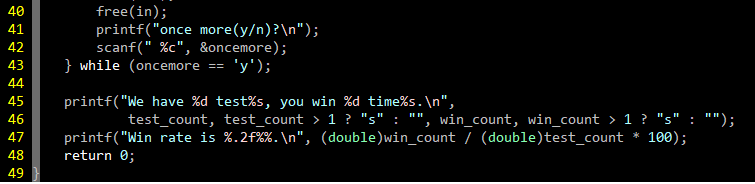 40 free(in);
41 printf("once more(y/n)?\n");
42 scanf(" %c", &oncemore);
43 } while (oncemore == 'y');
44
45 printf("We have %d test%s, you win %d time%s.\n",
46 test_count, test_count > 1 ? "s" : "", win_count, win_count > 1 ? "s" : "");
47 printf("Win rate is %.2f%%.\n", (double)win_count / (double)test_count * 100);
48 return 0;
49 }